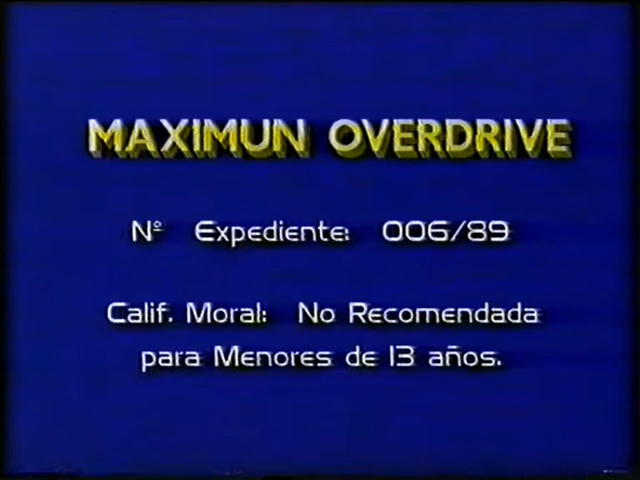 MAXIMUN OVERDRIVE
Nº Expediente: 006/89
Calif. Moral: No Recomendada
para Menores de 13 años.